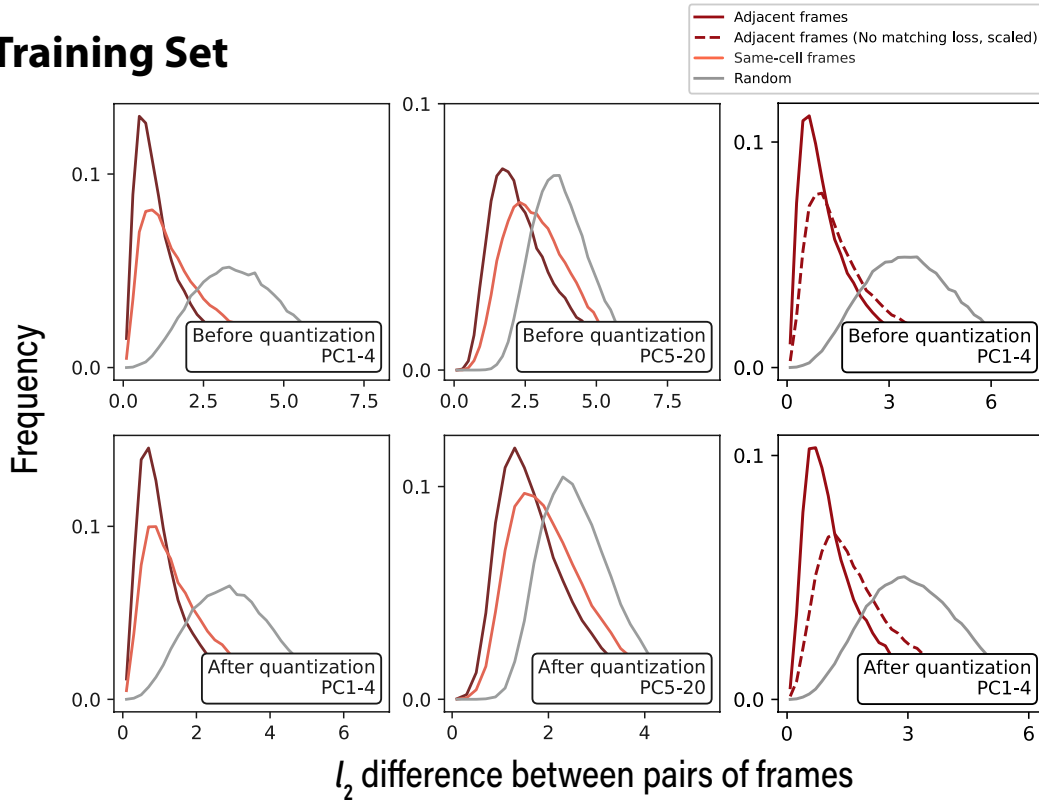 Training Set
Adjacent frames
Adjacent frames (No matching loss, scaled)
Same-cell frames
Random
Frequency
0.1
0.0
Before quantization
PC1-4
0.0 2.5 5.0 7.5
0.1
0.0
Before quantization
PC5-20
0.0 2.5 5.0 7.5
0.1
0.0
Before quantization
PC1-4
0 3 6
0.1
0.0
After quantization
PC1-4
0 2 4 6
0.1
0.0
After quantization
PC5-20
0 2 4
0.1
0.0
After quantization
PC1-4
0 3 6
l2 difference between pairs of frames